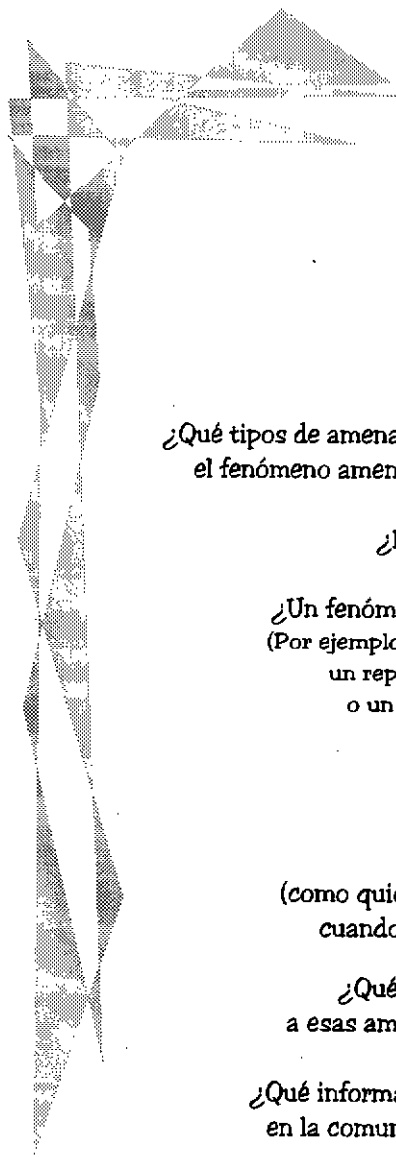 ¿Qué tipos de amena
el fenómeno amen
¿Un fenóm
(Por ejemplo
un rep
o un
(como quie
cuando
¿Qué
a esas am
¿Qué informa
en la comun